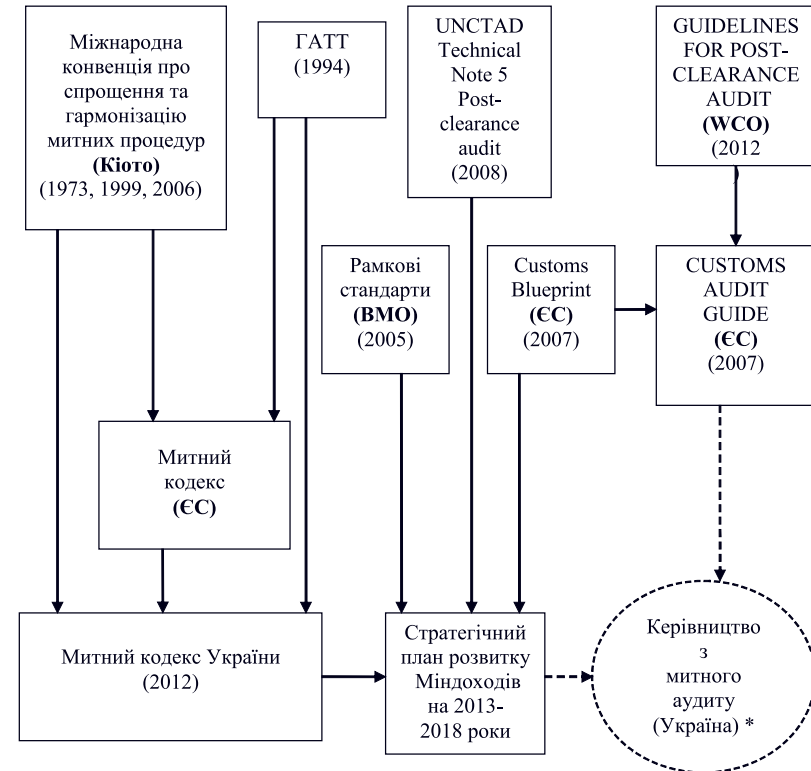 Міжнародна
конвенція про
спрощення та
гармонізацію
митних процедур
(Кіото)
(1973, 1999, 2006)
ГАТТ
(1994)
UNCTAD
Technical
Note 5
Post-
clearance
audit
(2008)
GUIDELINES
FOR POST-
CLEARANCE
AUDIT
(WCO)
(2012
)
Рамкові
стандарти
(ВМО)
(2005)
Customs
Blueprint
(ЄС)
(2007)
CUSTOMS
AUDIT
GUIDE
(ЄС)
(2007)
Митний
кодекс
(ЄС)
Митний кодекс України
(2012)
Стратегічний
план розвитку
Міндоходів
на 2013-
2018 роки
Керівництво
з
митного
аудиту
(Україна) *